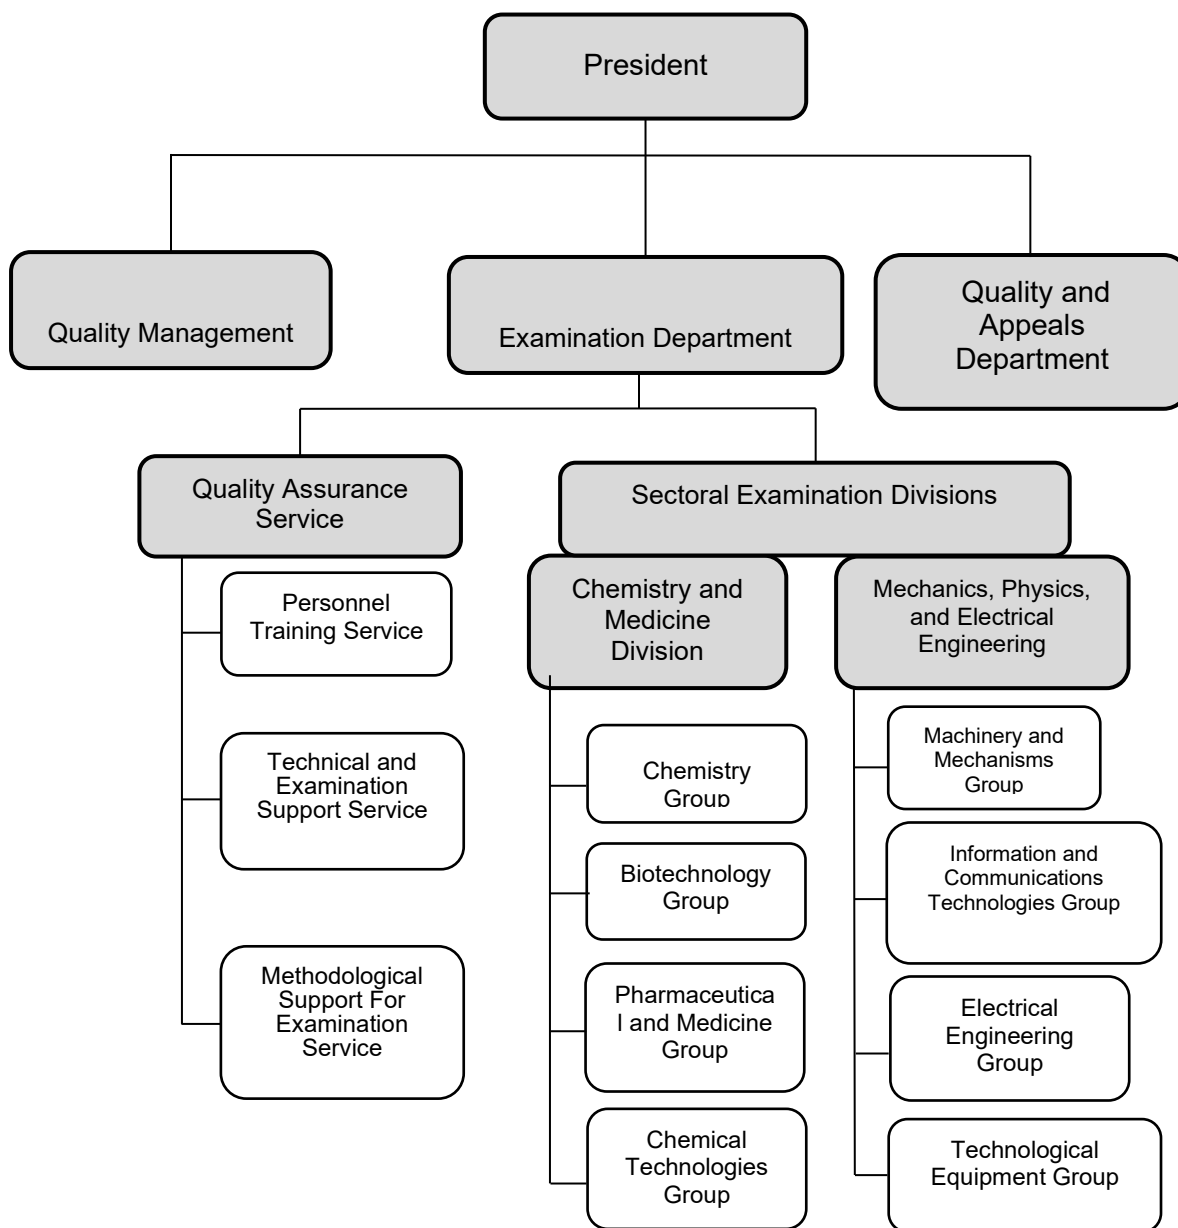 President
Quality Management
Examination Department
Quality and
Appeals
Department
Quality Assurance
Service
Sectoral Examination Divisions
Personnel
Training Service
Technical and
Examination
Support Service
Methodological
Support For
Examination
Service
Chemistry and
Medicine
Division
Mechanics, Physics,
and Electrical
Engineering
Chemistry
Group
Biotechnology
Group
Pharmaceutica
l and Medicine
Group
Chemical
Technologies
Group
Machinery and
Mechanisms
Group
Information and
Communications
Technologies Group
Electrical
Engineering
Group
Technological
Equipment Group